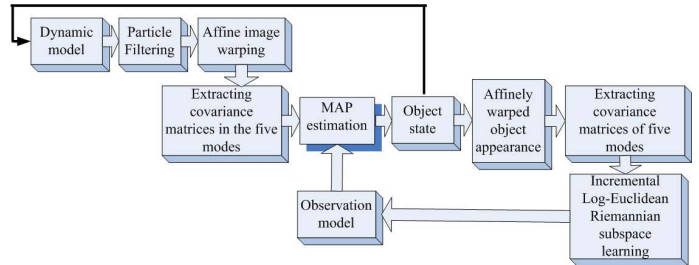 Dynamic
model
Particle
Filtering
Affine image
warping
Extracting
covariance
matrices in the five
modes
MAP
estimation
Object
state
Affinely
warped
object
appearance
Extracting
covariance
matrices of five
modes
Observation
model
Incremental
Log-Euclidean
Riemannian
subspace
learning